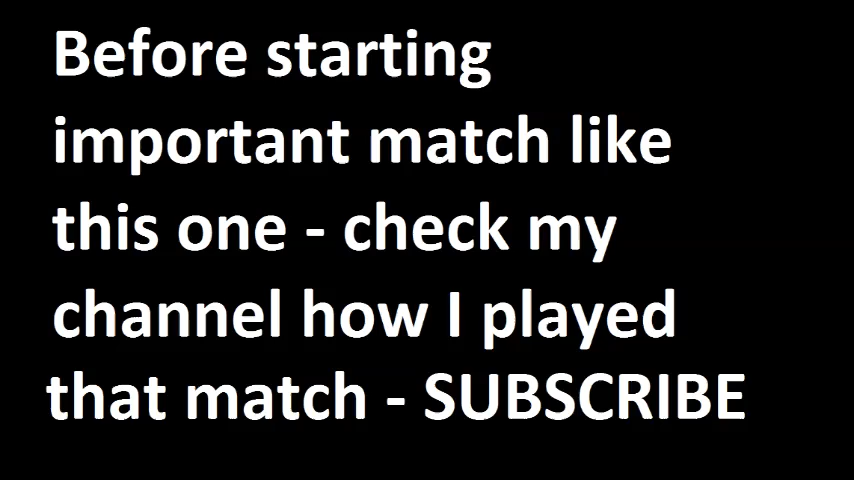 Before starting
important match like
this one - check my
channel how I played
that match - SUBSCRIBE